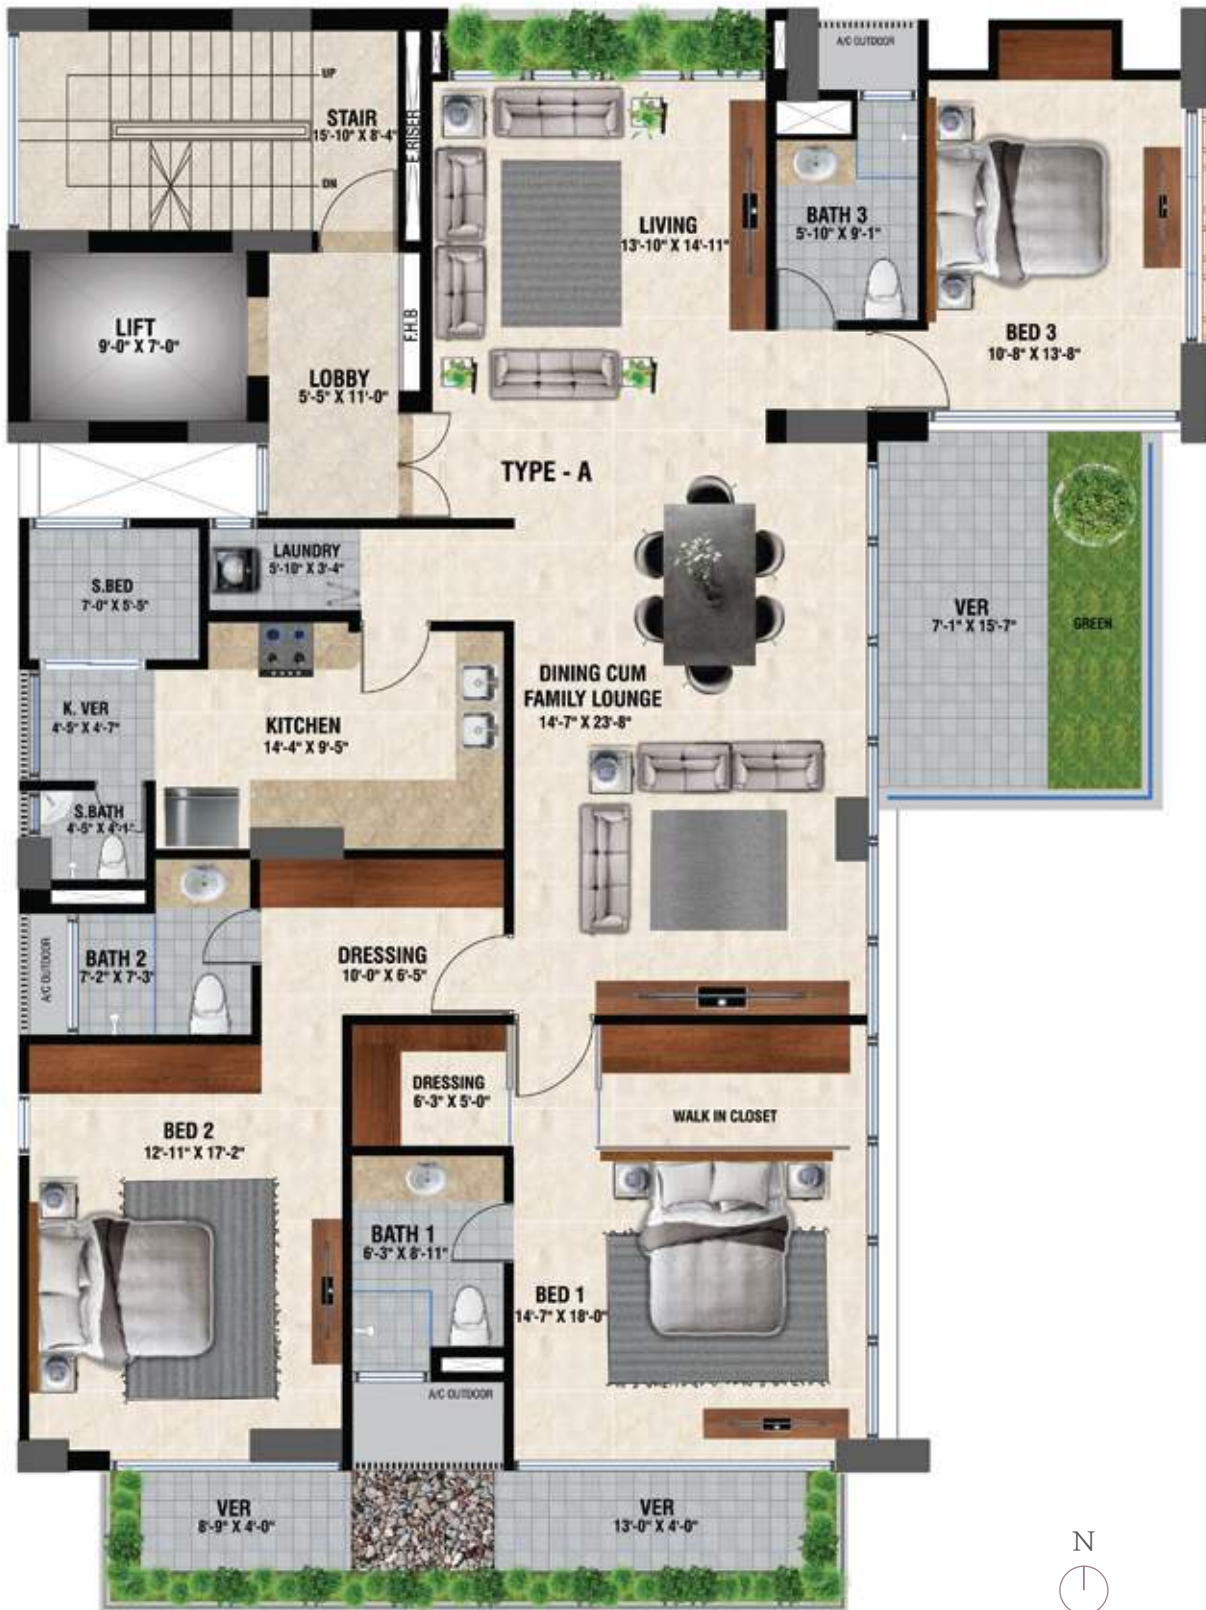 A/C OUTDOOR
UP
STAIR
15'-10" X 8'-4"
F.RISER
DN
LIVING
13'-10" X 14'-11"
BATH 3
5'-10" X 9'-1"
LIFT
9'-0" X 7'-0"
F.H.B
BED 3
10'-8" X 13'-8"
LOBBY
5'-5" X 11'-0"
TYPE - A
LAUNDRY
5'-10" X 3'-4"
S.BED
7'-0" X 5'-5"
VER
7'-1" X 15'-7"
GREEN
DINING CUM
FAMILY LOUNGE
14'-7" X 23'-8"
K. VER
4'-5" X 4'-7"
KITCHEN
14'-4" X 9'-5"
S.BATH
4'-5" X 4'-1"
A/C OUTDOOR
BATH 2
7'-2" X 7'-3"
DRESSING
10'-0" X 6'-5"
DRESSING
6'-3" X 5'-0"
WALK IN CLOSET
BED 2
12'-11" X 17'-2"
BATH 1
6'-3" X 8'-11"
BED 1
14'-7" X 18'-0"
A/C OUTDOOR
VER
8'-9" X 4'-0"
VER
13'-0" X 4'-0"
N